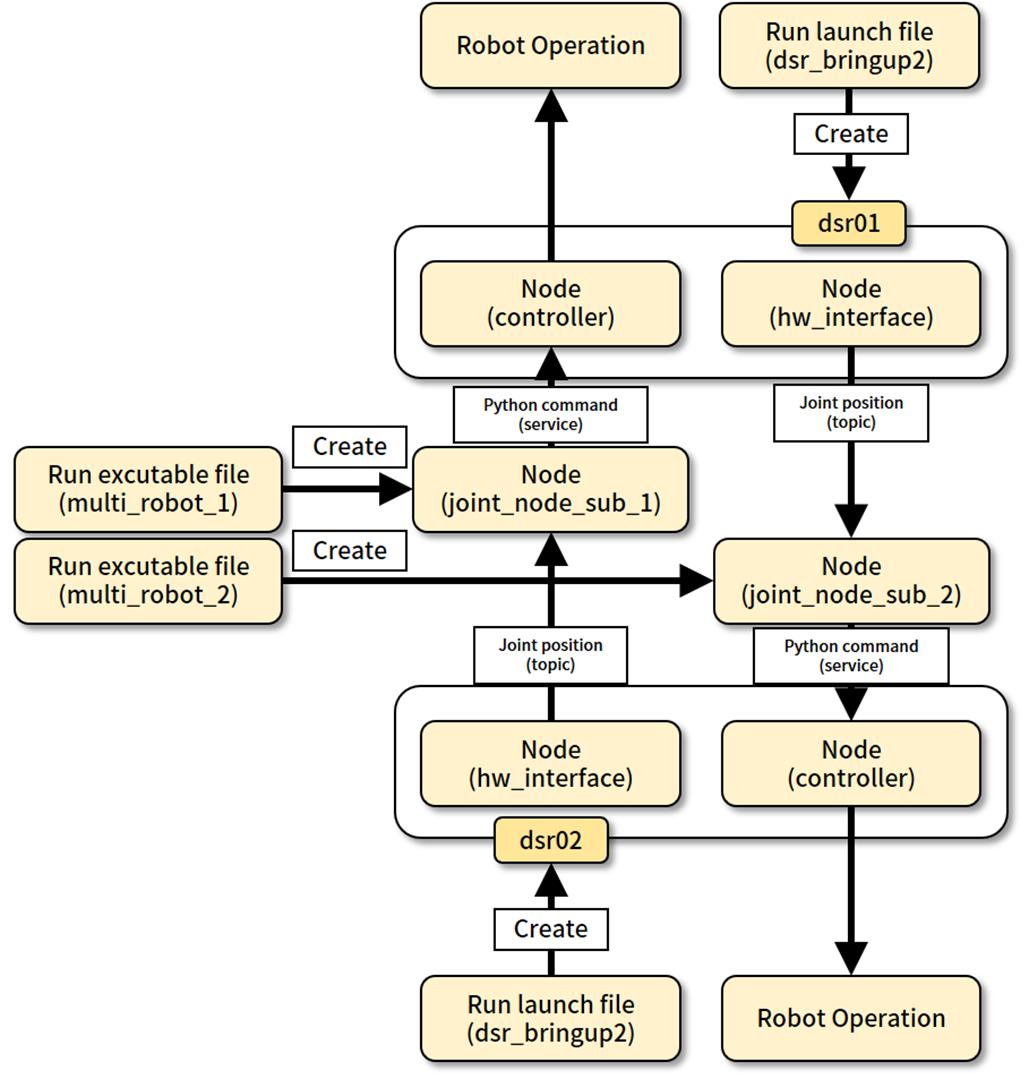 Robot Operation
Run launch file
(dsr_bringup2)
Create
dsr01
Node
(controller)
Node
(hw_interface)
Python command
(service)
Joint position
(topic)
Create
Run excutable file
(multi_robot_1)
Node
(joint_node_sub_1)
Create
Run excutable file
(multi_robot_2)
Node
(joint_node_sub_2)
Joint position
(topic)
Python command
(service)
Node
(hw_interface)
Node
(controller)
dsr02
Create
Run launch file
(dsr_bringup2)
Robot Operation